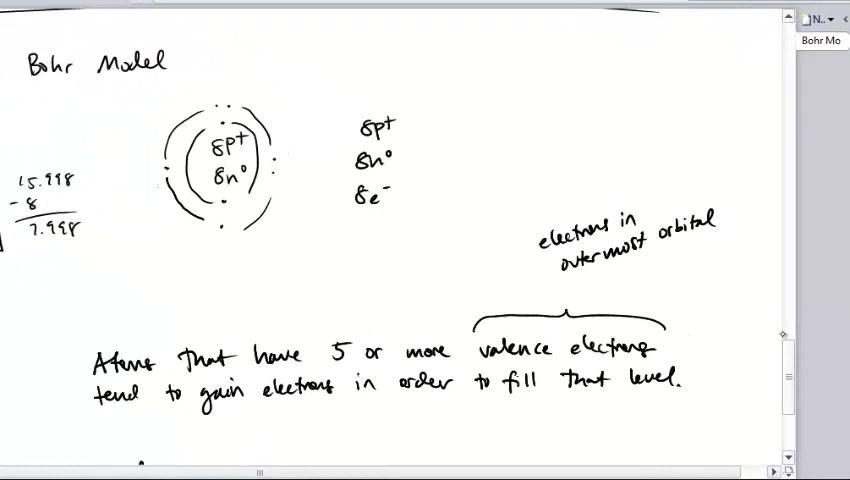 N..
Bohr Mo
Bohr Model
8p+
8n⁰
8p+
8n⁰
8e⁻
15.998
- 8
7.998
electrons in
outermost orbital
Atoms that have 5 or more valence electrons
tend to gain electrons in order to fill that level.